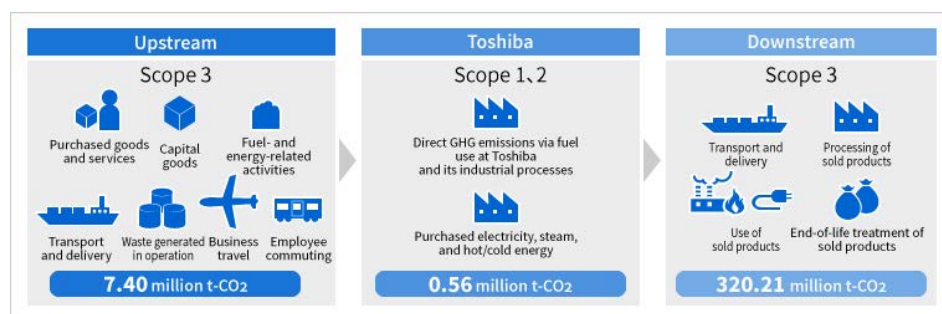 Upstream
Scope 3
Purchased goods
and services
Capital
goods
Fuel- and
energy-related
activities
Transport
and delivery
Waste generated
in operation
Business
travel
Employee
commuting
7.40 million t-CO2
Toshiba
Scope 1、2
Direct GHG emissions via fuel
use at Toshiba
and its industrial processes
Purchased electricity, steam,
and hot/cold energy
0.56 million t-CO2
Downstream
Scope 3
Transport and
delivery
Processing of
sold products
Use of
sold products
End-of-life treatment of
sold products
320.21 million t-CO2